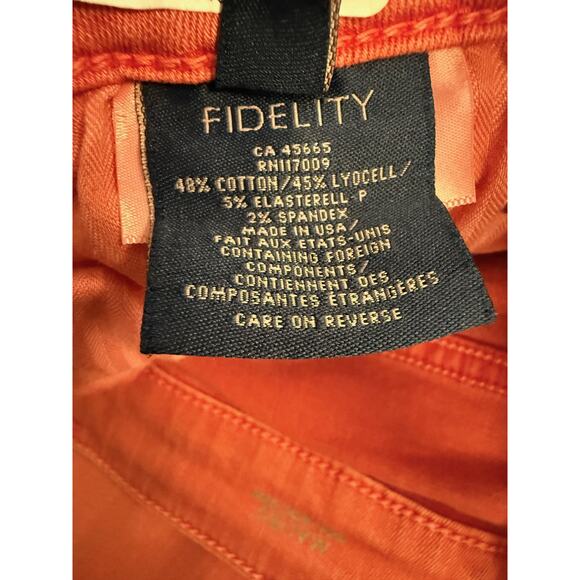 FIDELITY
CA 45665
RN117009
48% COTTON/45% LYOCELL/
5% ELASTERELL-P
2% SPANDEX
MADE IN USA/
FAIT AUX ETATS-UNIS
CONTAINING FOREIGN
COMPONENTS/
CONTIENNENT DES
COMPOSANTES ÉTRANGÈRES
CARE ON REVERSE